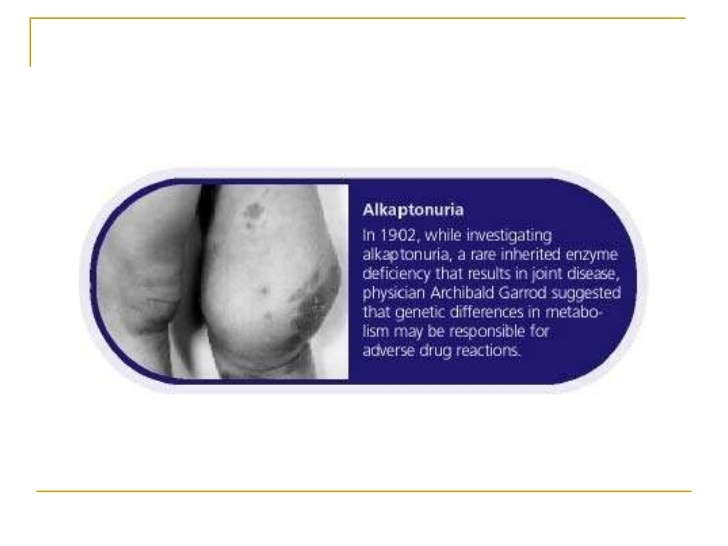 Alkaptonuria
In 1902, while investigating
alkaptonuria, a rare inherited enzyme
deficiency that results in joint disease,
physician Archibald Garrod suggested
that genetic differences in metabo-
lism may be responsible for
adverse drug reactions.